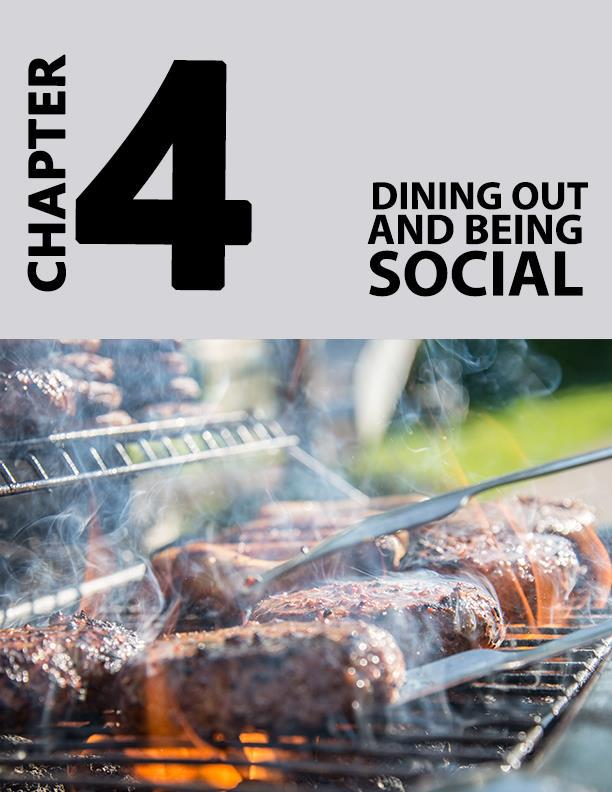 CHAPTER
4
DINING OUT
AND BEING
SOCIAL